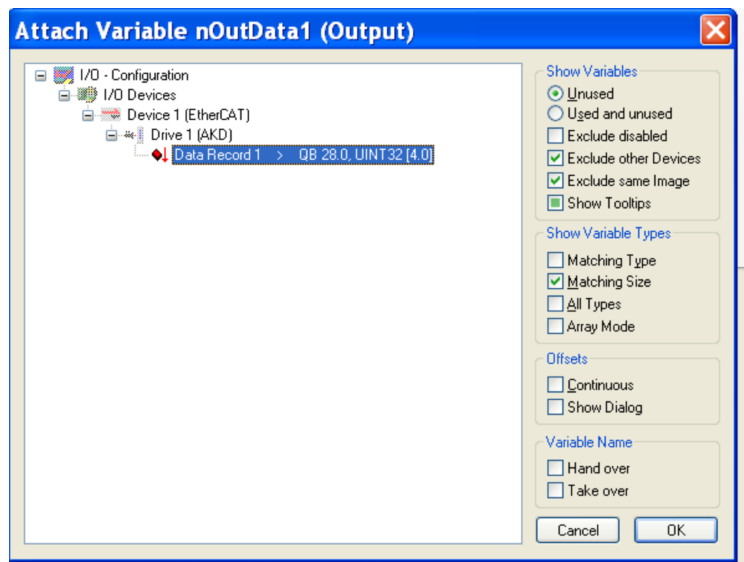 Attach Variable nOutData1 (Output)
I/O - Configuration
I/O Devices
Device 1 (EtherCAT)
Drive 1 (AKD)
Data Record 1 > QB 28.0, UINT32 [4.0]
Show Variables
Unused
Used and unused
Exclude disabled
Exclude other Devices
Exclude same Image
Show Tooltips
Show Variable Types
Matching Type
Matching Size
All Types
Array Mode
Offsets
Continuous
Show Dialog
Variable Name
Hand over
Take over
Cancel
OK